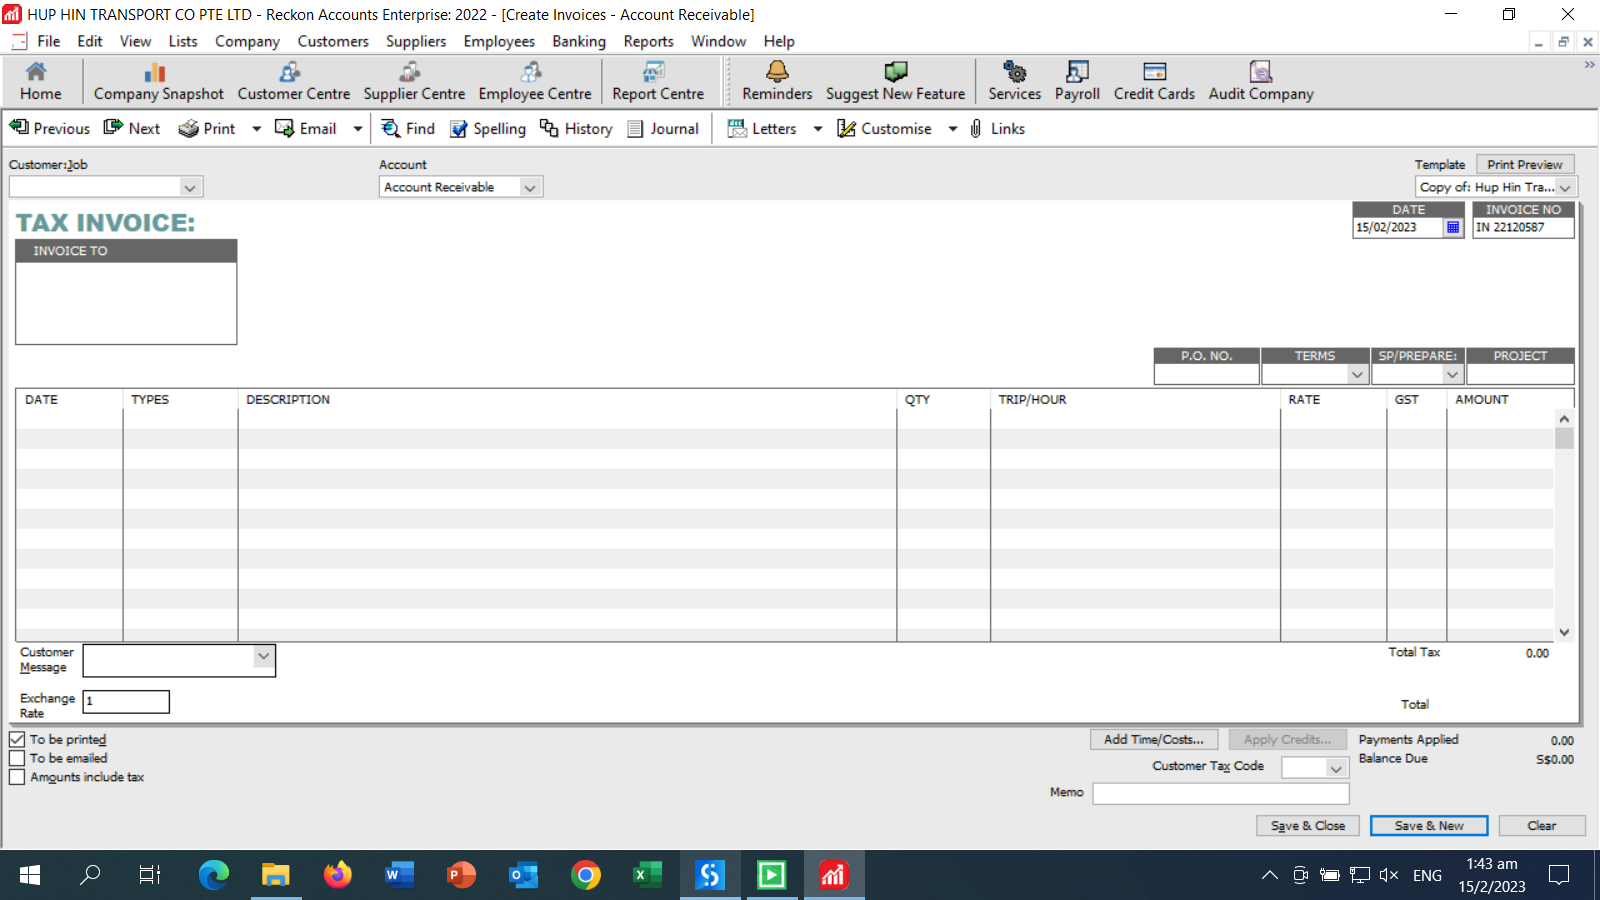 HUP HIN TRANSPORT CO PTE LTD - Reckon Accounts Enterprise: 2022 - [Create Invoices - Account Receivable]
File Edit View Lists Company Customers Suppliers Employees Banking Reports Window Help
Home Company Snapshot Customer Centre Supplier Centre Employee Centre Report Centre Reminders Suggest New Feature Services Payroll Credit Cards Audit Company
Previous Next Print Email Find Spelling History Journal Letters Customise Links
Customer:Job Account Template Print Preview
Account Receivable Copy of: Hup Hin Tra...
TAX INVOICE:
DATE INVOICE NO
15/02/2023 IN 22120587
INVOICE TO
P.O. NO. TERMS SP/PREPARE: PROJECT
DATE TYPES DESCRIPTION QTY TRIP/HOUR RATE GST AMOUNT
Customer Message
Total Tax 0.00
Exchange Rate 1
Total
To be printed
To be emailed
Amounts include tax
Add Time/Costs... Apply Credits... Payments Applied 0.00
Customer Tax Code Balance Due S$0.00
Memo
Save & Close Save & New Clear
ENG 1:43 am
15/2/2023